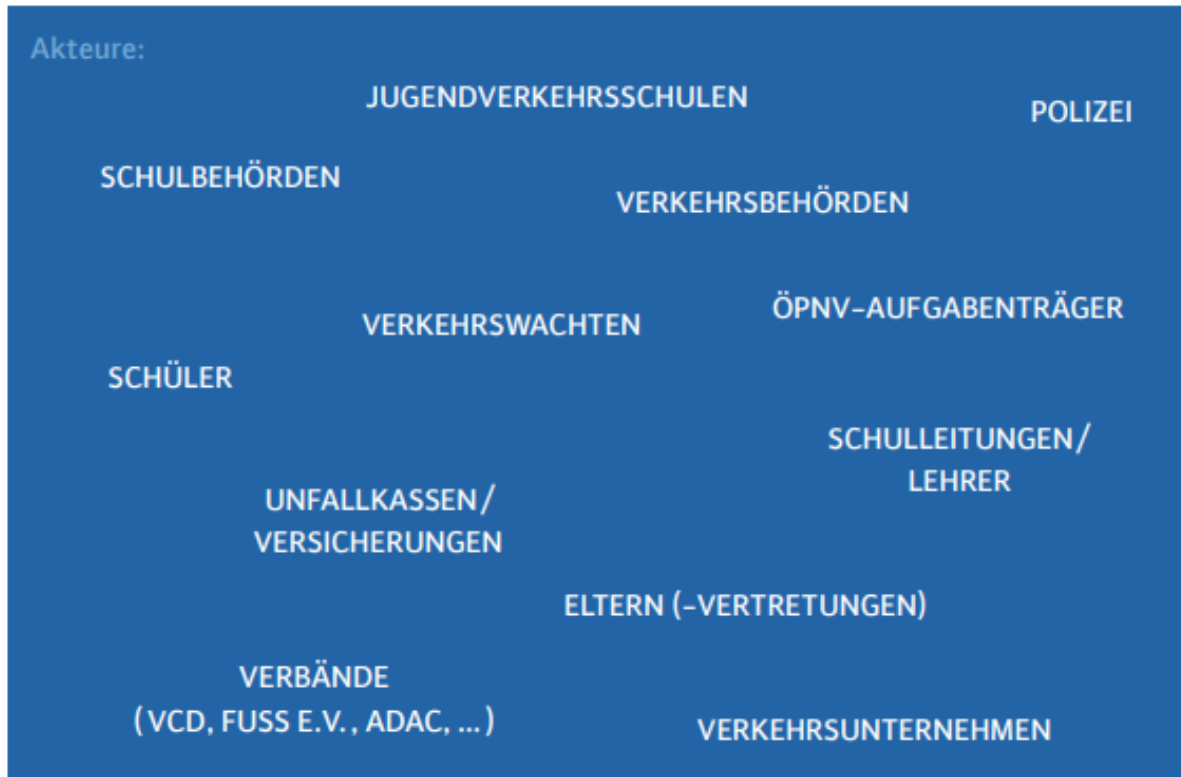 Akteure:
JUGENDVERKEHRSSCHULEN
POLIZEI
SCHULBEHÖRDEN
VERKEHRSBEHÖRDEN
ÖPNV-AUFGABENTRÄGER
VERKEHRSWACHTEN
SCHÜLER
SCHULLEITUNGEN/
LEHRER
UNFALLKASSEN/
VERSICHERUNGEN
ELTERN (-VERTRETUNGEN)
VERBÄNDE
(VCD, FUSS E.V., ADAC, ...)
VERKEHRSUNTERNEHMEN